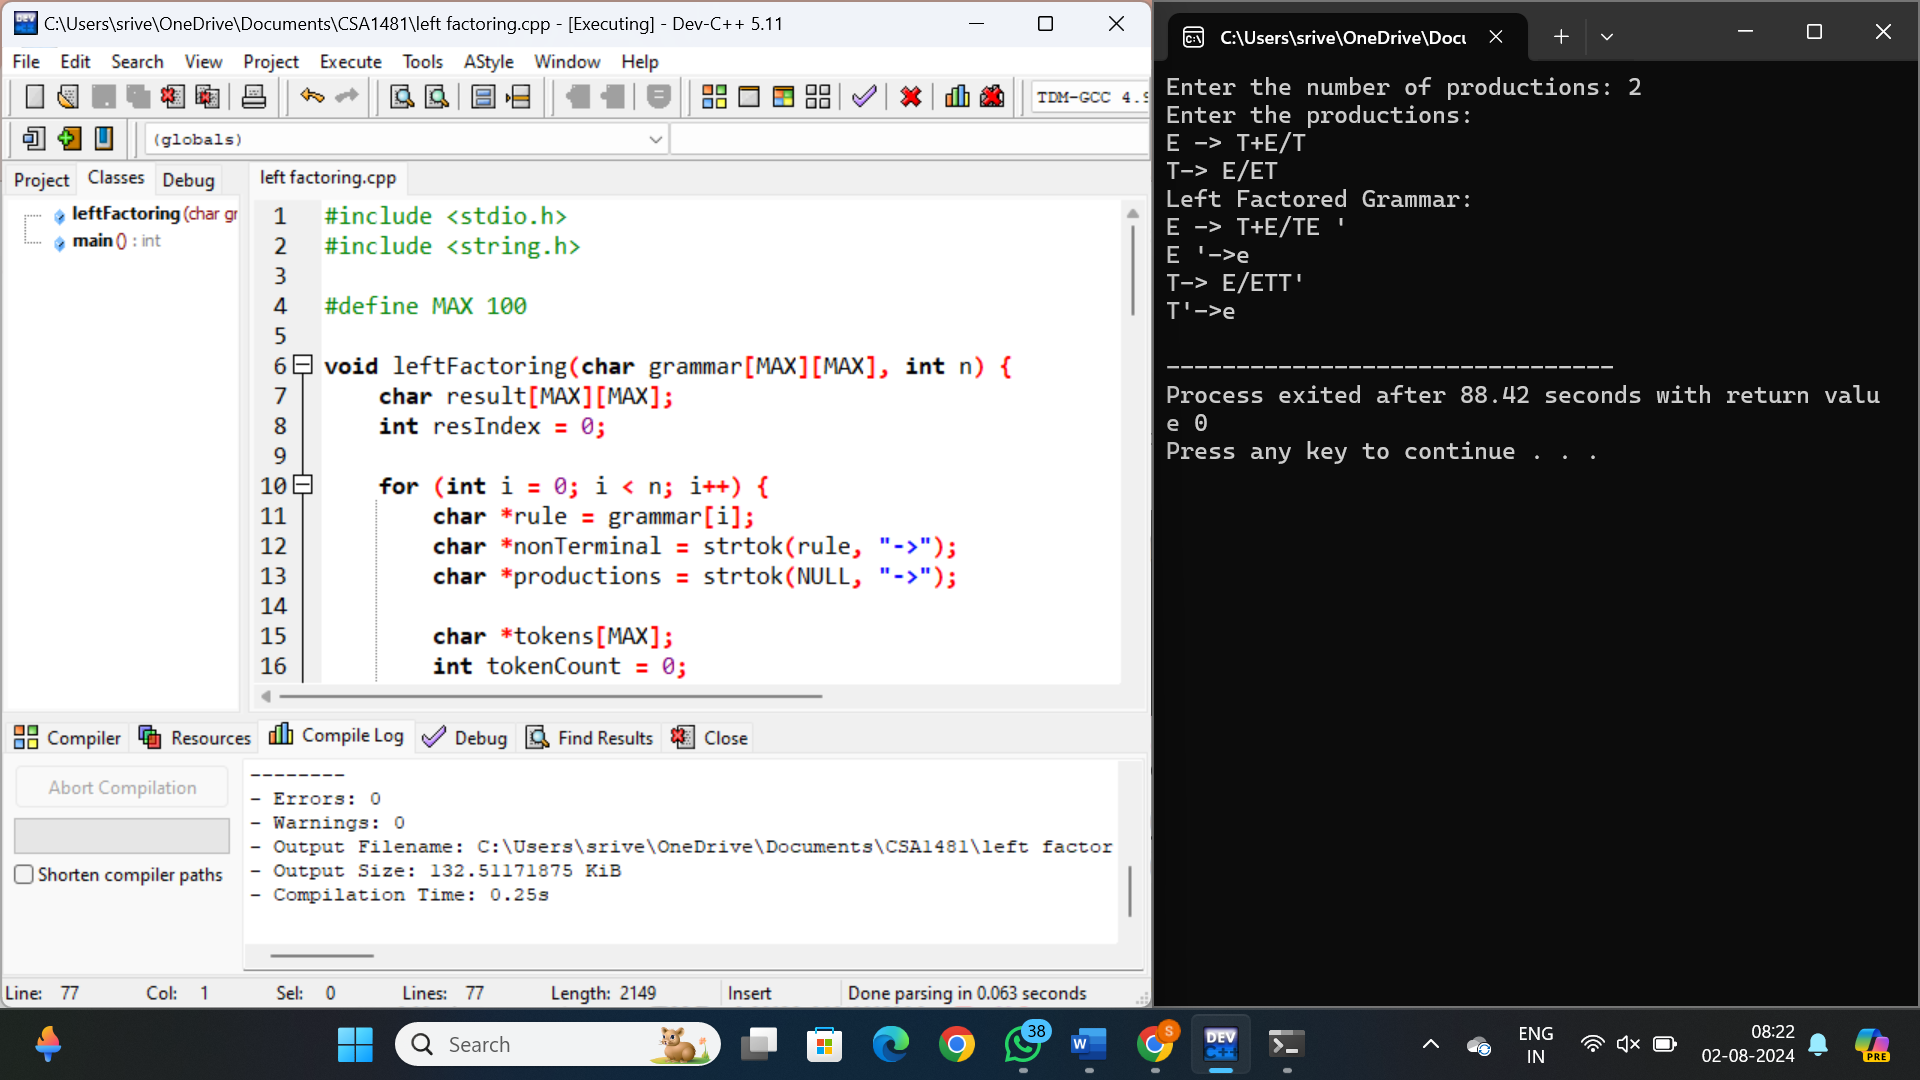 C:\Users\srive\OneDrive\Documents\CSA1481\left factoring.cpp - [Executing] - Dev-C++ 5.11
File Edit Search View Project Execute Tools AStyle Window Help
TDM-GCC 4.9
(globals)
Project Classes Debug
leftFactoring (char gr
main () : int
left factoring.cpp
1 #include <stdio.h>
2 #include <string.h>
3
4 #define MAX 100
5
6 void leftFactoring(char grammar[MAX][MAX], int n) {
7 char result[MAX][MAX];
8 int resIndex = 0;
9
10 for (int i = 0; i < n; i++) {
11 char *rule = grammar[i];
12 char *nonTerminal = strtok(rule, "->");
13 char *productions = strtok(NULL, "->");
14
15 char *tokens[MAX];
16 int tokenCount = 0;
Compiler Resources Compile Log Debug Find Results Close
Abort Compilation
Shorten compiler paths
--------
- Errors: 0
- Warnings: 0
- Output Filename: C:\Users\srive\OneDrive\Documents\CSA1481\left factor
- Output Size: 132.51171875 KiB
- Compilation Time: 0.25s
Line: 77 Col: 1 Sel: 0 Lines: 77 Length: 2149 Insert Done parsing in 0.063 seconds
C:\Users\srive\OneDrive\Docu
Enter the number of productions: 2
Enter the productions:
E -> T+E/T
T-> E/ET
Left Factored Grammar:
E -> T+E/TE '
E '->e
T-> E/ETT'
T'->e
--------------------------------
Process exited after 88.42 seconds with return valu
e 0
Press any key to continue . . .
Search
38
S
DEV
C++
ENG
IN
08:22
02-08-2024
PRE